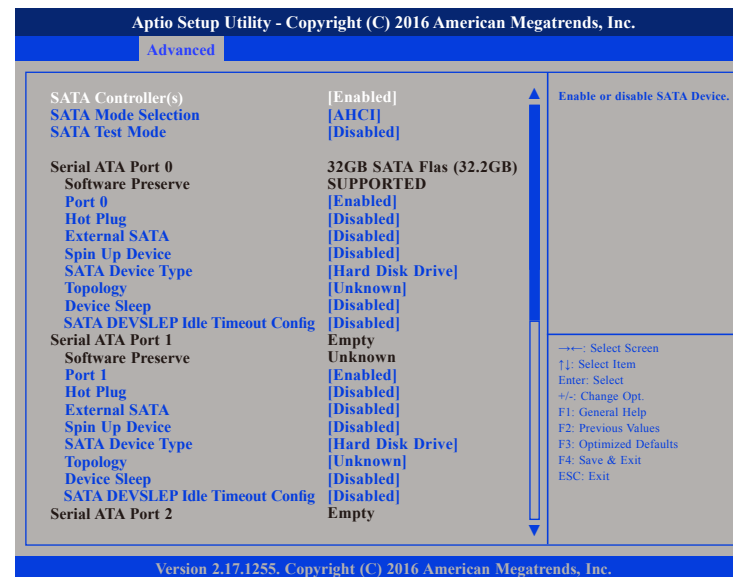 Aptio Setup Utility - Copyright (C) 2016 American Megatrends, Inc.
Advanced
SATA Controller(s) [Enabled]
SATA Mode Selection [AHCI]
SATA Test Mode [Disabled]
Serial ATA Port 0 32GB SATA Flas (32.2GB)
Software Preserve SUPPORTED
Port 0 [Enabled]
Hot Plug [Disabled]
External SATA [Disabled]
Spin Up Device [Disabled]
SATA Device Type [Hard Disk Drive]
Topology [Unknown]
Device Sleep [Disabled]
SATA DEVSLEP Idle Timeout Config [Disabled]
Serial ATA Port 1 Empty
Software Preserve Unknown
Port 1 [Enabled]
Hot Plug [Disabled]
External SATA [Disabled]
Spin Up Device [Disabled]
SATA Device Type [Hard Disk Drive]
Topology [Unknown]
Device Sleep [Disabled]
SATA DEVSLEP Idle Timeout Config [Disabled]
Serial ATA Port 2 Empty
Enable or disable SATA Device.
→←: Select Screen
↑↓: Select Item
Enter: Select
+/-: Change Opt.
F1: General Help
F2: Previous Values
F3: Optimized Defaults
F4: Save & Exit
ESC: Exit
Version 2.17.1255. Copyright (C) 2016 American Megatrends, Inc.